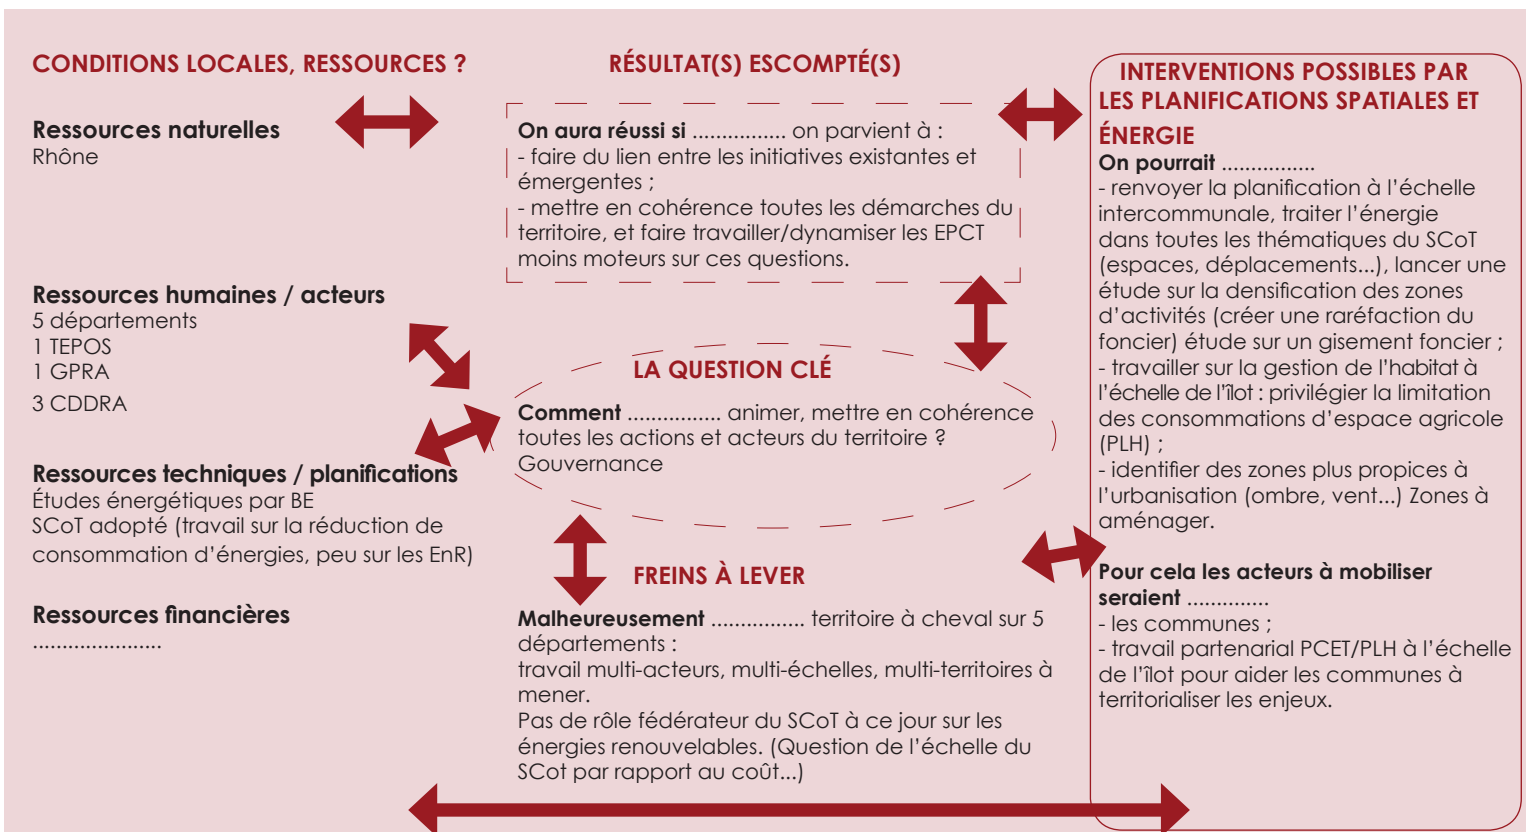 CONDITIONS LOCALES, RESSOURCES ?
Ressources naturelles
Rhône
Ressources humaines / acteurs
5 départements
1 TEPOS
1 GPRA
3 CDDRA
Ressources techniques / planifications
Études énergétiques par BE
SCoT adopté (travail sur la réduction de
consommation d’énergies, peu sur les EnR)
Ressources financières
......................
RÉSULTAT(S) ESCOMPTÉ(S)
On aura réussi si ................ on parvient à :
- faire du lien entre les initiatives existantes et
émergentes ;
- mettre en cohérence toutes les démarches du
territoire, et faire travailler/dynamiser les EPCT
moins moteurs sur ces questions.
LA QUESTION CLÉ
Comment ................ animer, mettre en cohérence
toutes les actions et acteurs du territoire ?
Gouvernance
FREINS À LEVER
Malheureusement ................ territoire à cheval sur 5
départements :
travail multi-acteurs, multi-échelles, multi-territoires à
mener.
Pas de rôle fédérateur du SCoT à ce jour sur les
énergies renouvelables. (Question de l’échelle du
SCot par rapport au coût...)
INTERVENTIONS POSSIBLES PAR
LES PLANIFICATIONS SPATIALES ET
ÉNERGIE
On pourrait ................
- renvoyer la planification à l’échelle
intercommunale, traiter l’énergie
dans toutes les thématiques du SCoT
(espaces, déplacements...), lancer une
étude sur la densification des zones
d’activités (créer une raréfaction du
foncier) étude sur un gisement foncier ;
- travailler sur la gestion de l’habitat à
l’échelle de l’îlot : privilégier la limitation
des consommations d’espace agricole
(PLH) ;
- identifier des zones plus propices à
l’urbanisation (ombre, vent...) Zones à
aménager.
Pour cela les acteurs à mobiliser
seraient ..............
- les communes ;
- travail partenarial PCET/PLH à l’échelle
de l’îlot pour aider les communes à
territorialiser les enjeux.